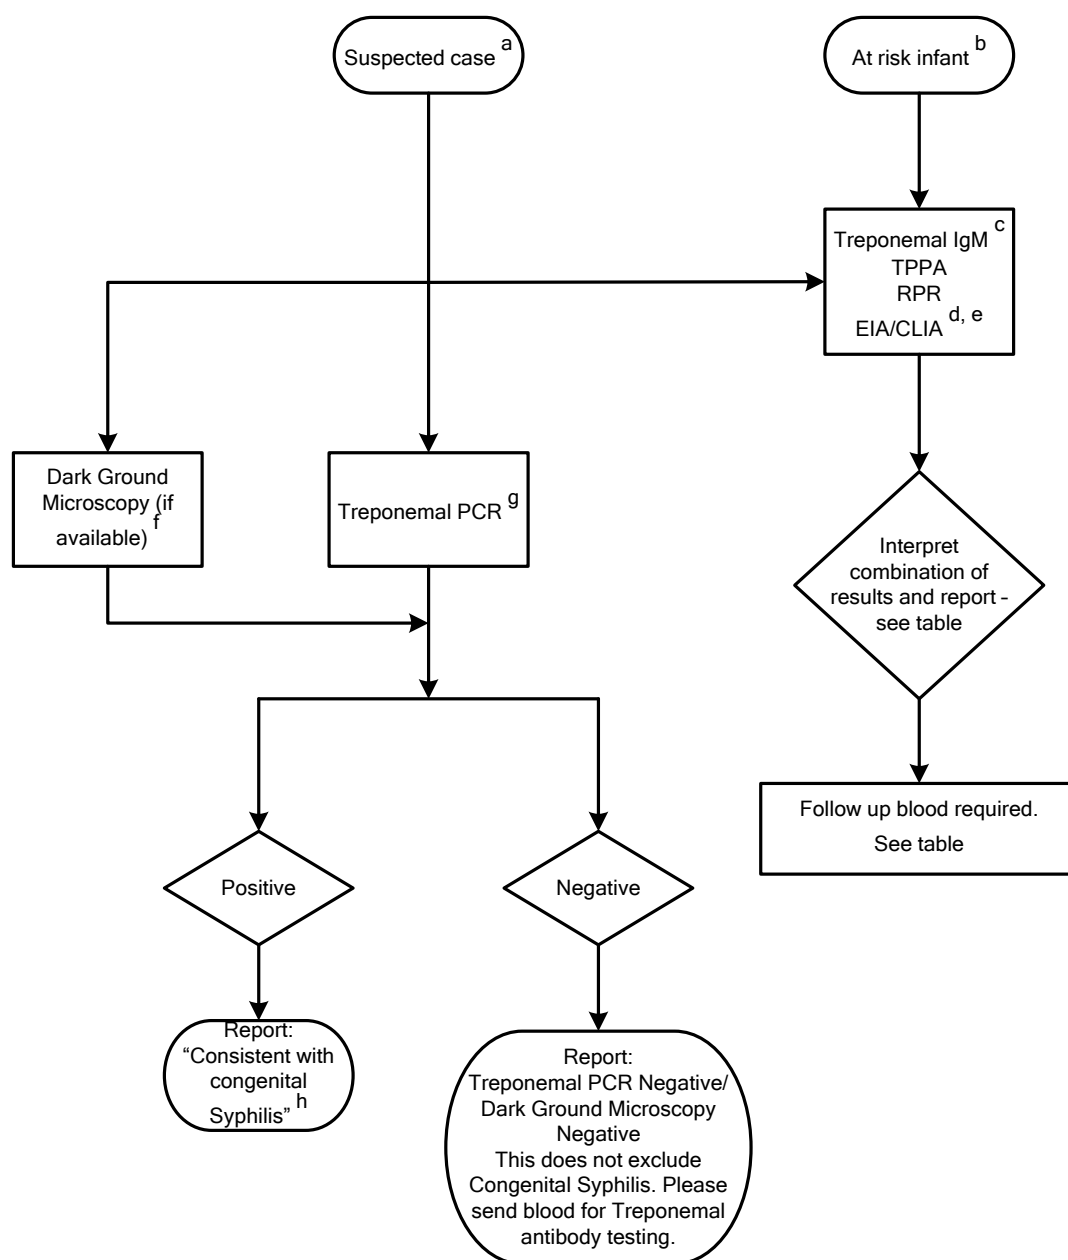 Suspected case a
At risk infant b
Treponemal IgM c
TPPA
RPR
EIA/CLIA d, e
Dark Ground
Microscopy (if
available) f
Treponemal PCR g
Interpret
combination of
results and report –
see table
Follow up blood required.
See table
Positive
Negative
Report:
“Consistent with
congenital
Syphilis” h
Report:
Treponemal PCR Negative/
Dark Ground Microscopy
Negative
This does not exclude
Congenital Syphilis. Please
send blood for Treponemal
antibody testing.